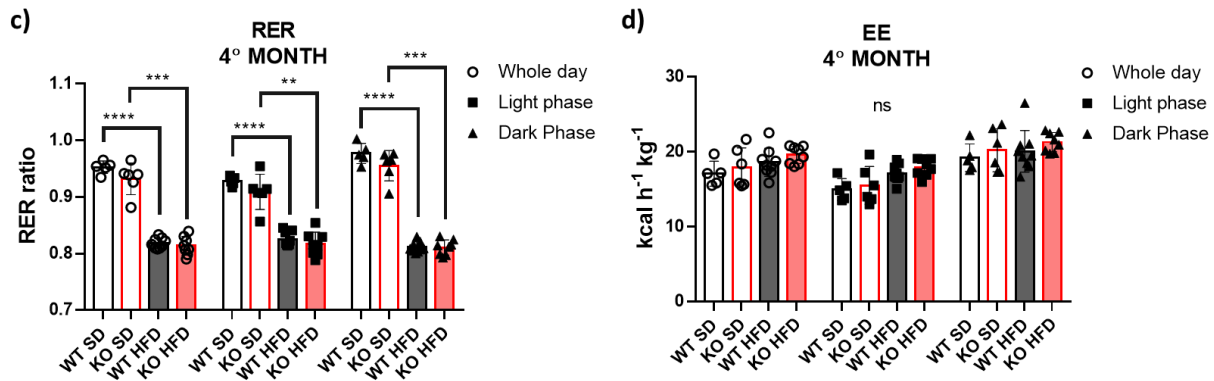 c)
RER
4° MONTH
RER ratio
1.1
1.0
0.9
0.8
0.7
****
***
****
**
****
***
Whole day
Light phase
Dark Phase
WT SD
KO SD
WT HFD
KO HFD
WT SD
KO SD
WT HFD
KO HFD
WT SD
KO SD
WT HFD
KO HFD
d)
EE
4° MONTH
kcal h⁻¹ kg⁻¹
30
20
10
0
ns
Whole day
Light phase
Dark Phase
WT SD
KO SD
WT HFD
KO HFD
WT SD
KO SD
WT HFD
KO HFD
WT SD
KO SD
WT HFD
KO HFD